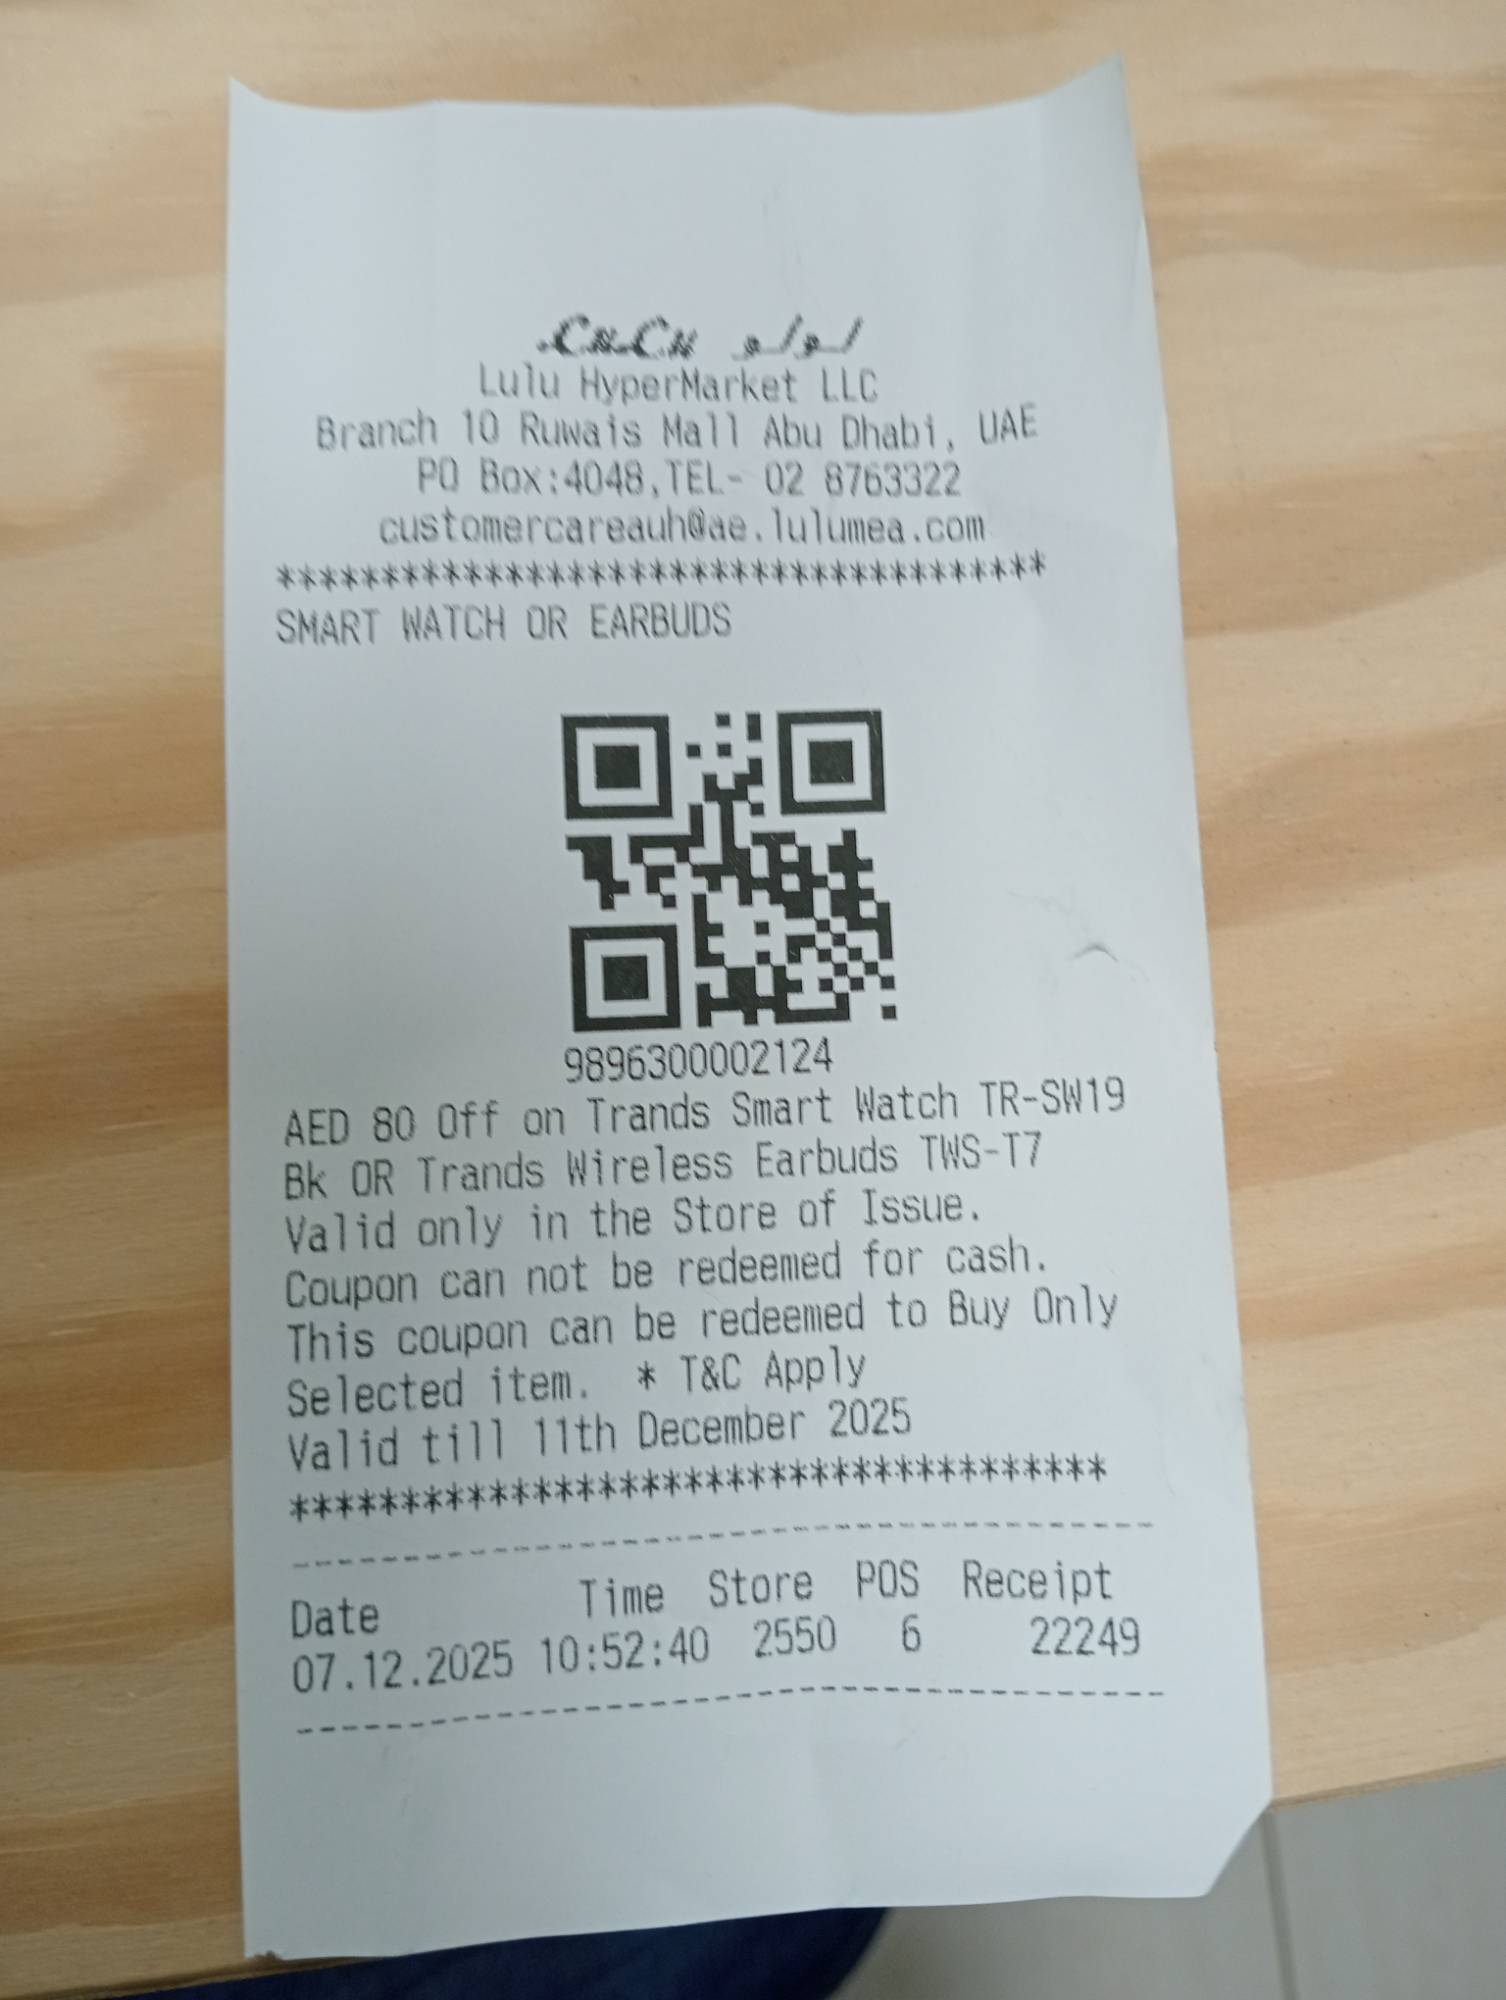 LuLu لولو
Lulu HyperMarket LLC
Branch 10 Ruwais Mall Abu Dhabi, UAE
PO Box:4048,TEL- 02 8763322
customercareauh@ae.lulumea.com
*************************************
SMART WATCH OR EARBUDS
9896300002124
AED 80 Off on Trands Smart Watch TR-SW19
Bk OR Trands Wireless Earbuds TWS-T7
Valid only in the Store of Issue.
Coupon can not be redeemed for cash.
This coupon can be redeemed to Buy Only
Selected item.  * T&C Apply
Valid till 11th December 2025
*************************************
----------------------------------------
Date Time Store POS Receipt
07.12.2025 10:52:40 2550 6 22249
----------------------------------------